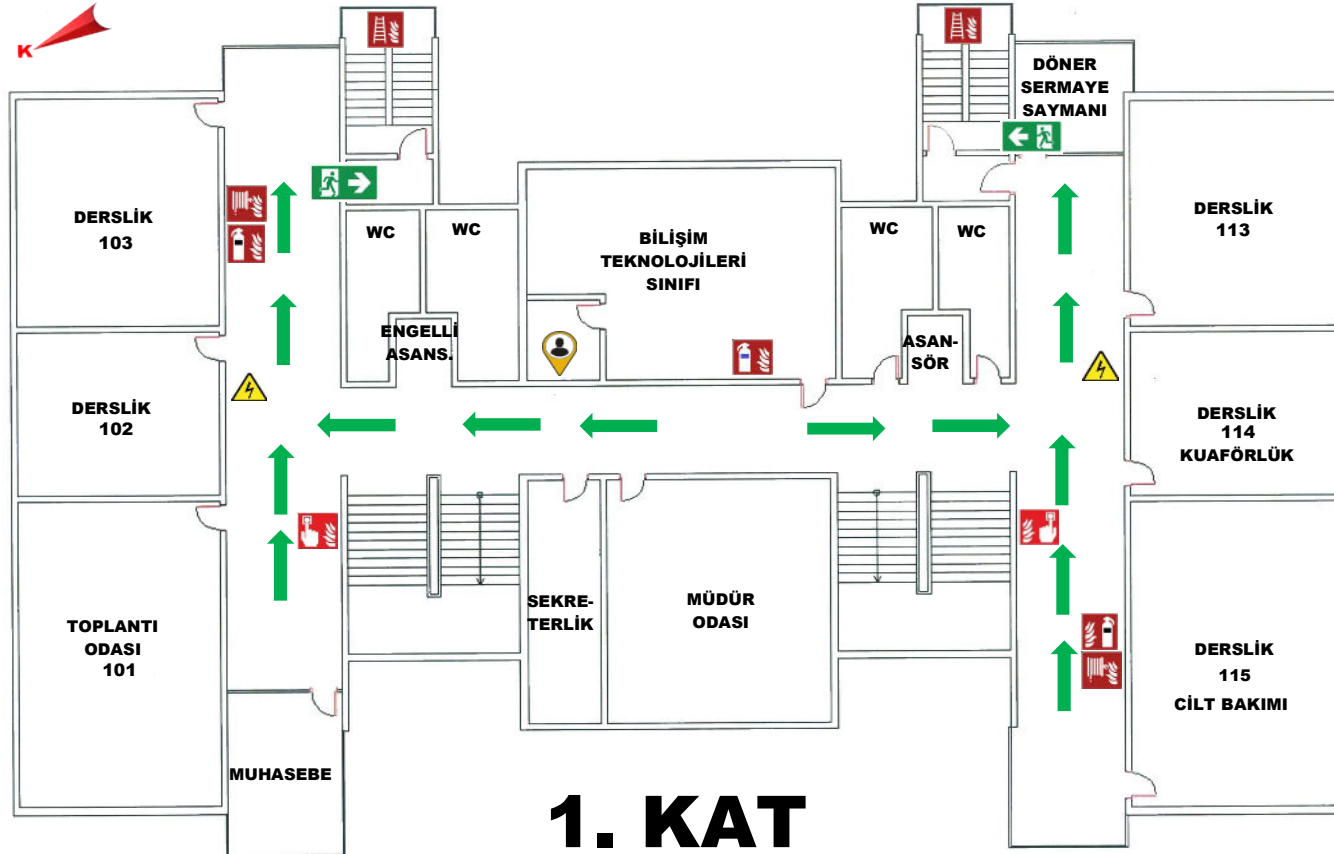 K
DÖNER
SERMAYE
SAYMANI
DERSLİK
103
WC
WC
BİLİŞİM
TEKNOLOJİLERİ
SINIFI
WC
WC
DERSLİK
113
ENGELLİ
ASANS.
ASAN-
SÖR
DERSLİK
102
DERSLİK
114
KUAFÖRLÜK
TOPLANTI
ODASI
101
SEKRE-
TERLİK
MÜDÜR
ODASI
DERSLİK
115
CİLT BAKIMI
MUHASEBE
1. KAT